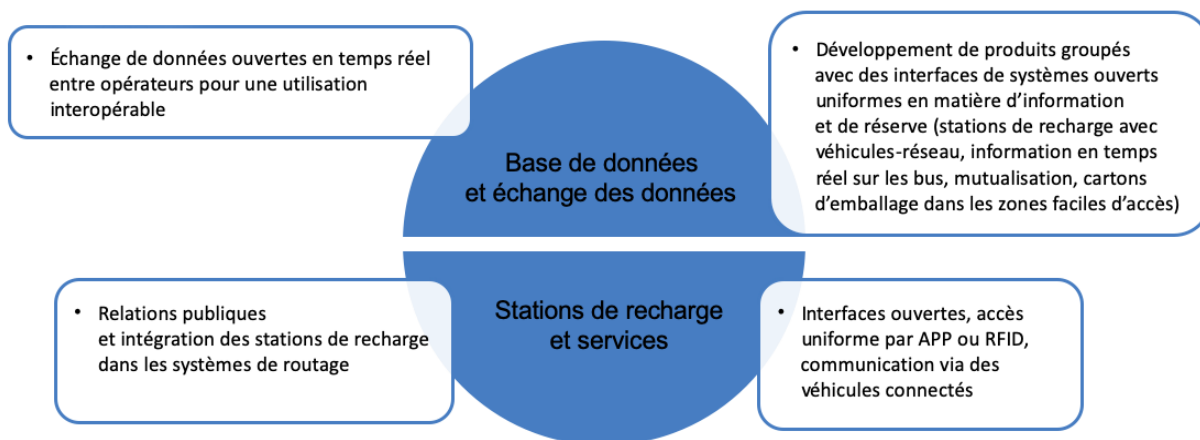 • Échange de données ouvertes en temps réel
entre opérateurs pour une utilisation
interopérable
• Développement de produits groupés
avec des interfaces de systèmes ouverts
uniformes en matière d’information
et de réserve (stations de recharge avec
véhicules-réseau, information en temps
réel sur les bus, mutualisation, cartons
d’emballage dans les zones faciles d’accès)
Base de données
et échange des données
Stations de recharge
et services
• Relations publiques
et intégration des stations de recharge
dans les systèmes de routage
• Interfaces ouvertes, accès
uniforme par APP ou RFID,
communication via des
véhicules connectés